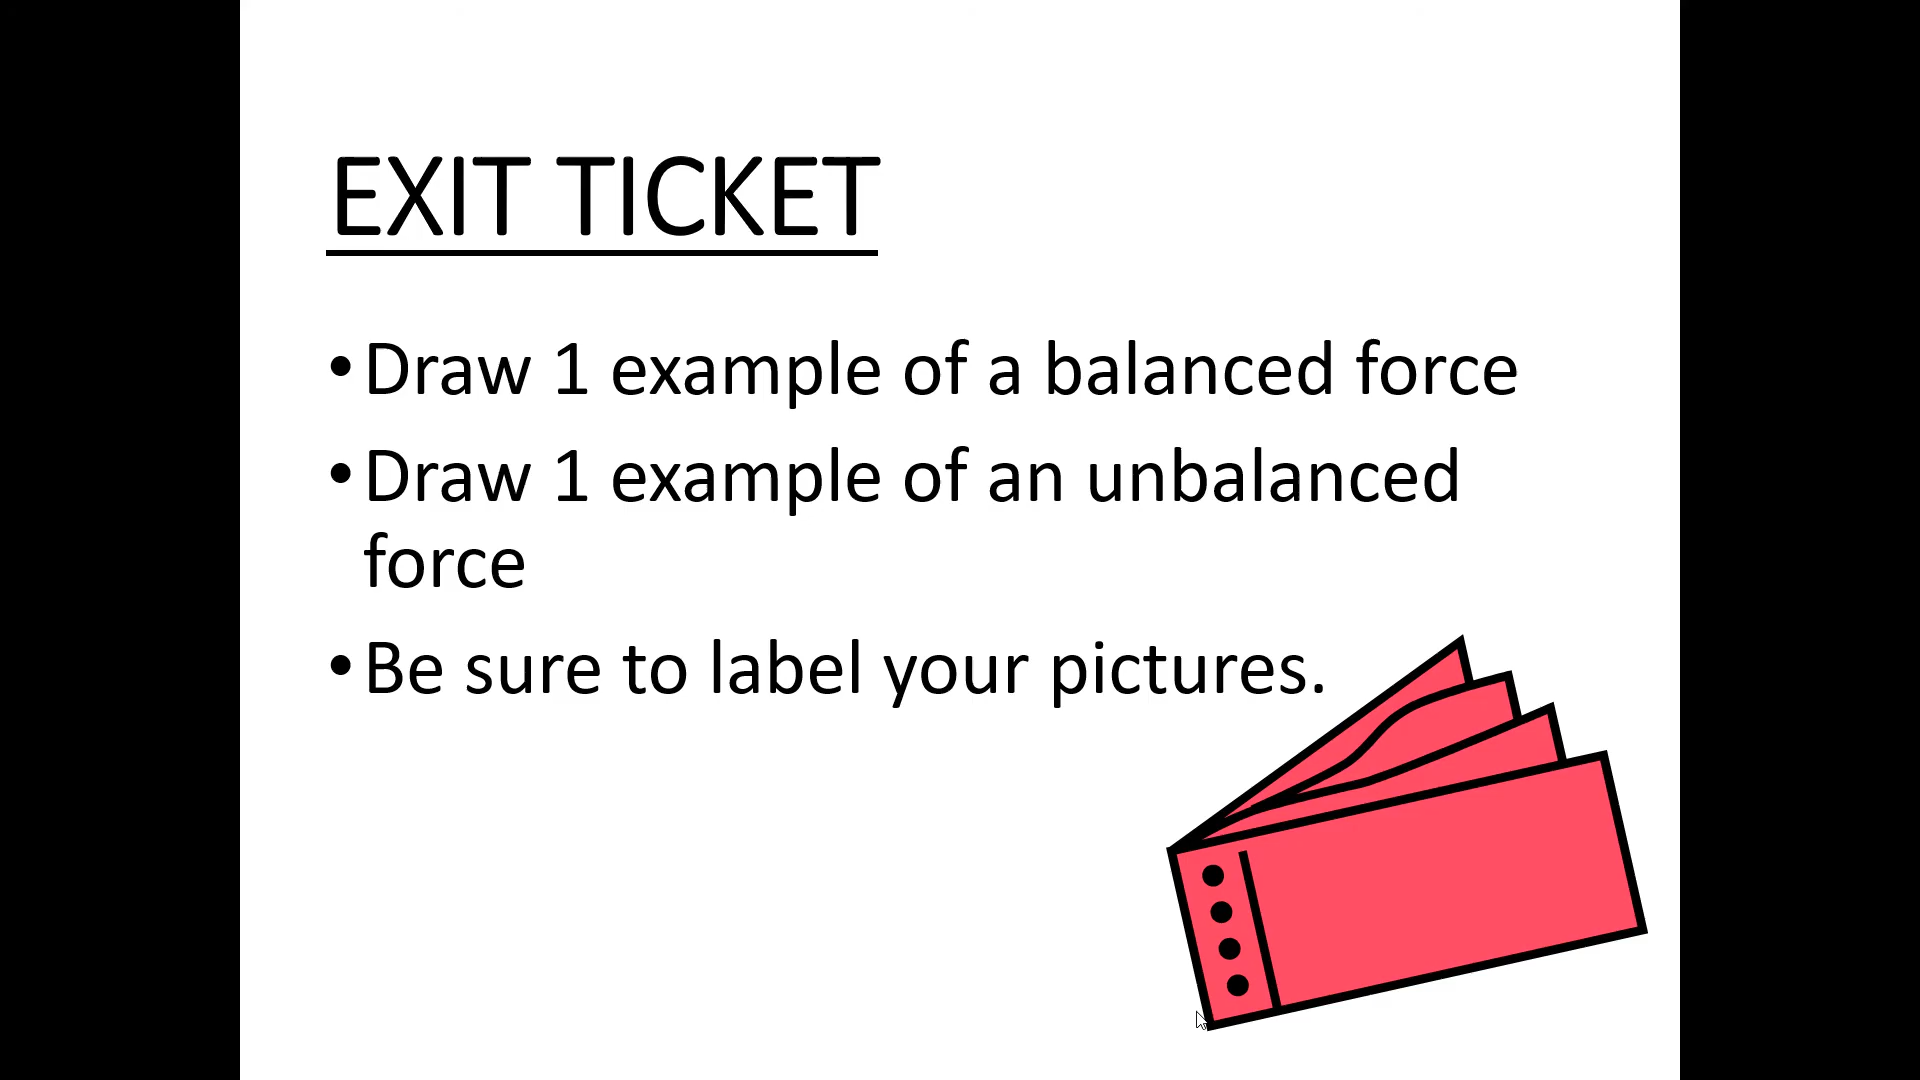 EXIT TICKET
•Draw 1 example of a balanced force
•Draw 1 example of an unbalanced
force
•Be sure to label your pictures.